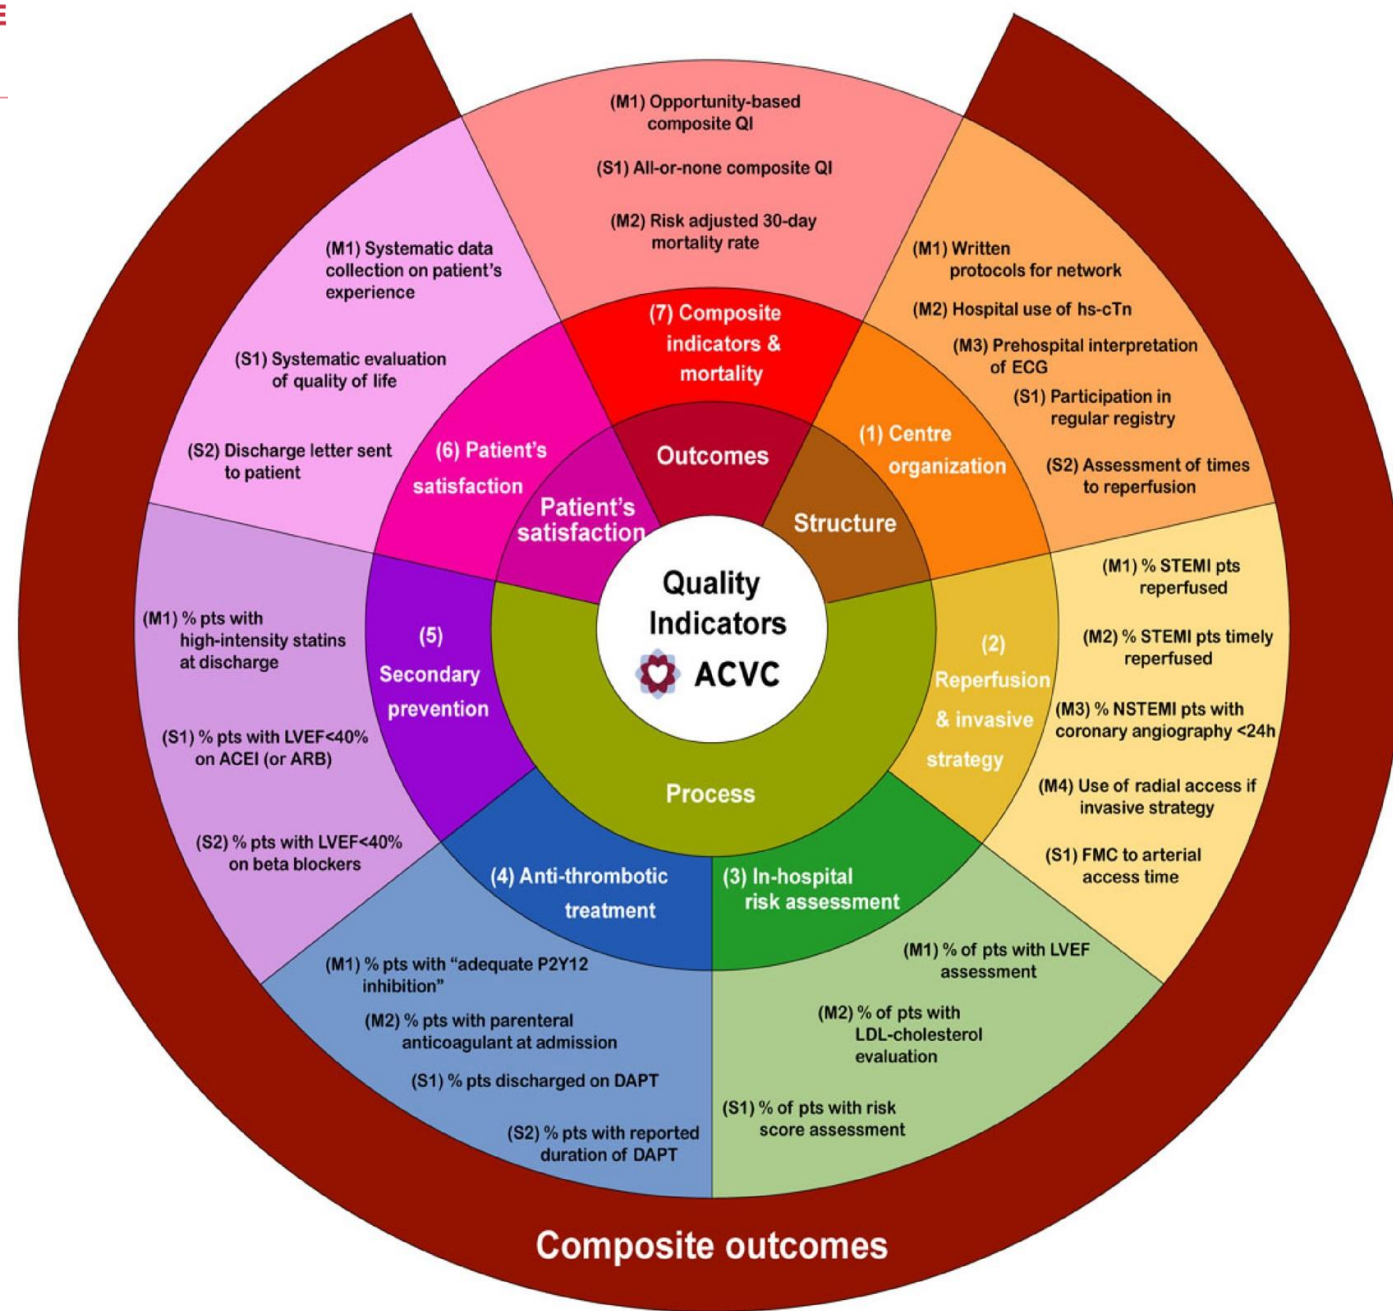 E
Quality
Indicators
ACVC
Outcomes
Structure
Process
Patient's
satisfaction
(7) Composite
indicators &
mortality
(M1) Opportunity-based
composite QI
(S1) All-or-none composite QI
(M2) Risk adjusted 30-day
mortality rate
(1) Centre
organization
(M1) Written
protocols for network
(M2) Hospital use of hs-cTn
(M3) Prehospital interpretation
of ECG
(S1) Participation in
regular registry
(S2) Assessment of times
to reperfusion
(2)
Reperfusion
& invasive
strategy
(M1) % STEMI pts
reperfused
(M2) % STEMI pts timely
reperfused
(M3) % NSTEMI pts with
coronary angiography <24h
(M4) Use of radial access if
invasive strategy
(S1) FMC to arterial
access time
(3) In-hospital
risk assessment
(M1) % of pts with LVEF
assessment
(M2) % of pts with
LDL-cholesterol
evaluation
(S1) % of pts with risk
score assessment
(4) Anti-thrombotic
treatment
(M1) % pts with “adequate P2Y12
inhibition”
(M2) % pts with parenteral
anticoagulant at admission
(S1) % pts discharged on DAPT
(S2) % pts with reported
duration of DAPT
(5)
Secondary
prevention
(M1) % pts with
high-intensity statins
at discharge
(S1) % pts with LVEF<40%
on ACEI (or ARB)
(S2) % pts with LVEF<40%
on beta blockers
(6) Patient's
satisfaction
(M1) Systematic data
collection on patient's
experience
(S1) Systematic evaluation
of quality of life
(S2) Discharge letter sent
to patient
Composite outcomes